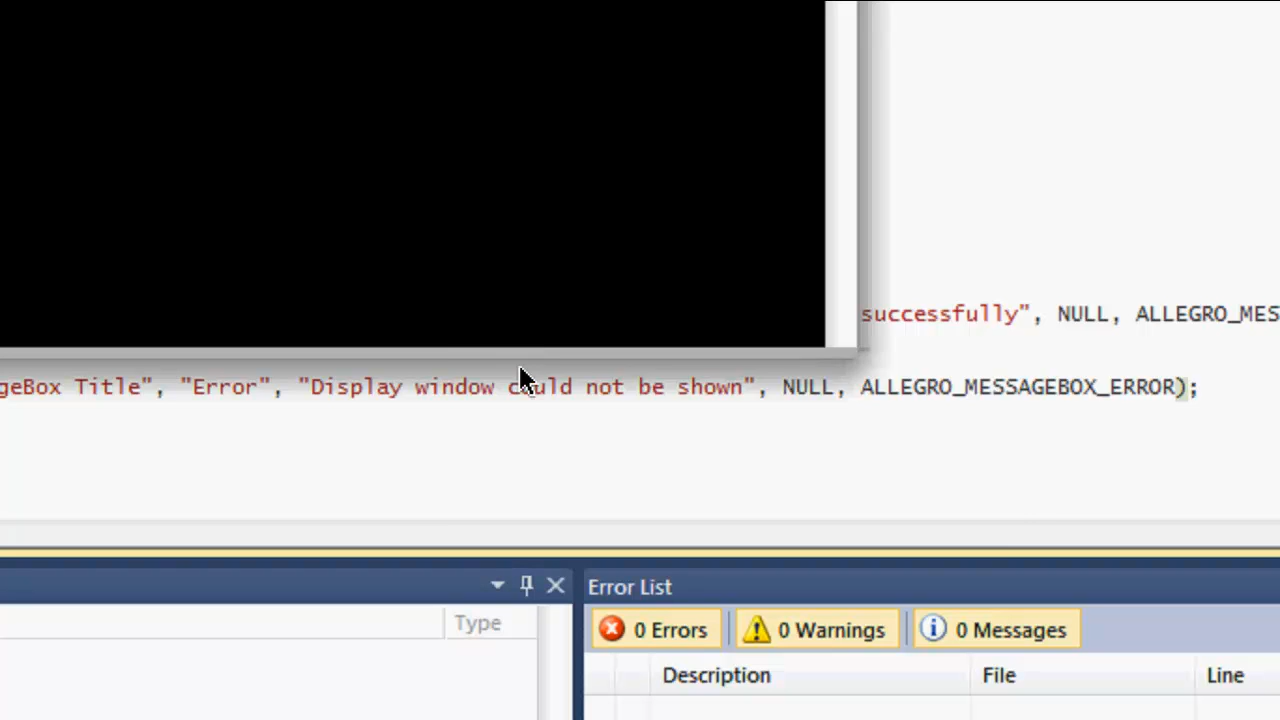 successfully", NULL, ALLEGRO_MES
geBox Title", "Error", "Display window could not be shown", NULL, ALLEGRO_MESSAGEBOX_ERROR);
Error List
Type
0 Errors 0 Warnings 0 Messages
Description File Line